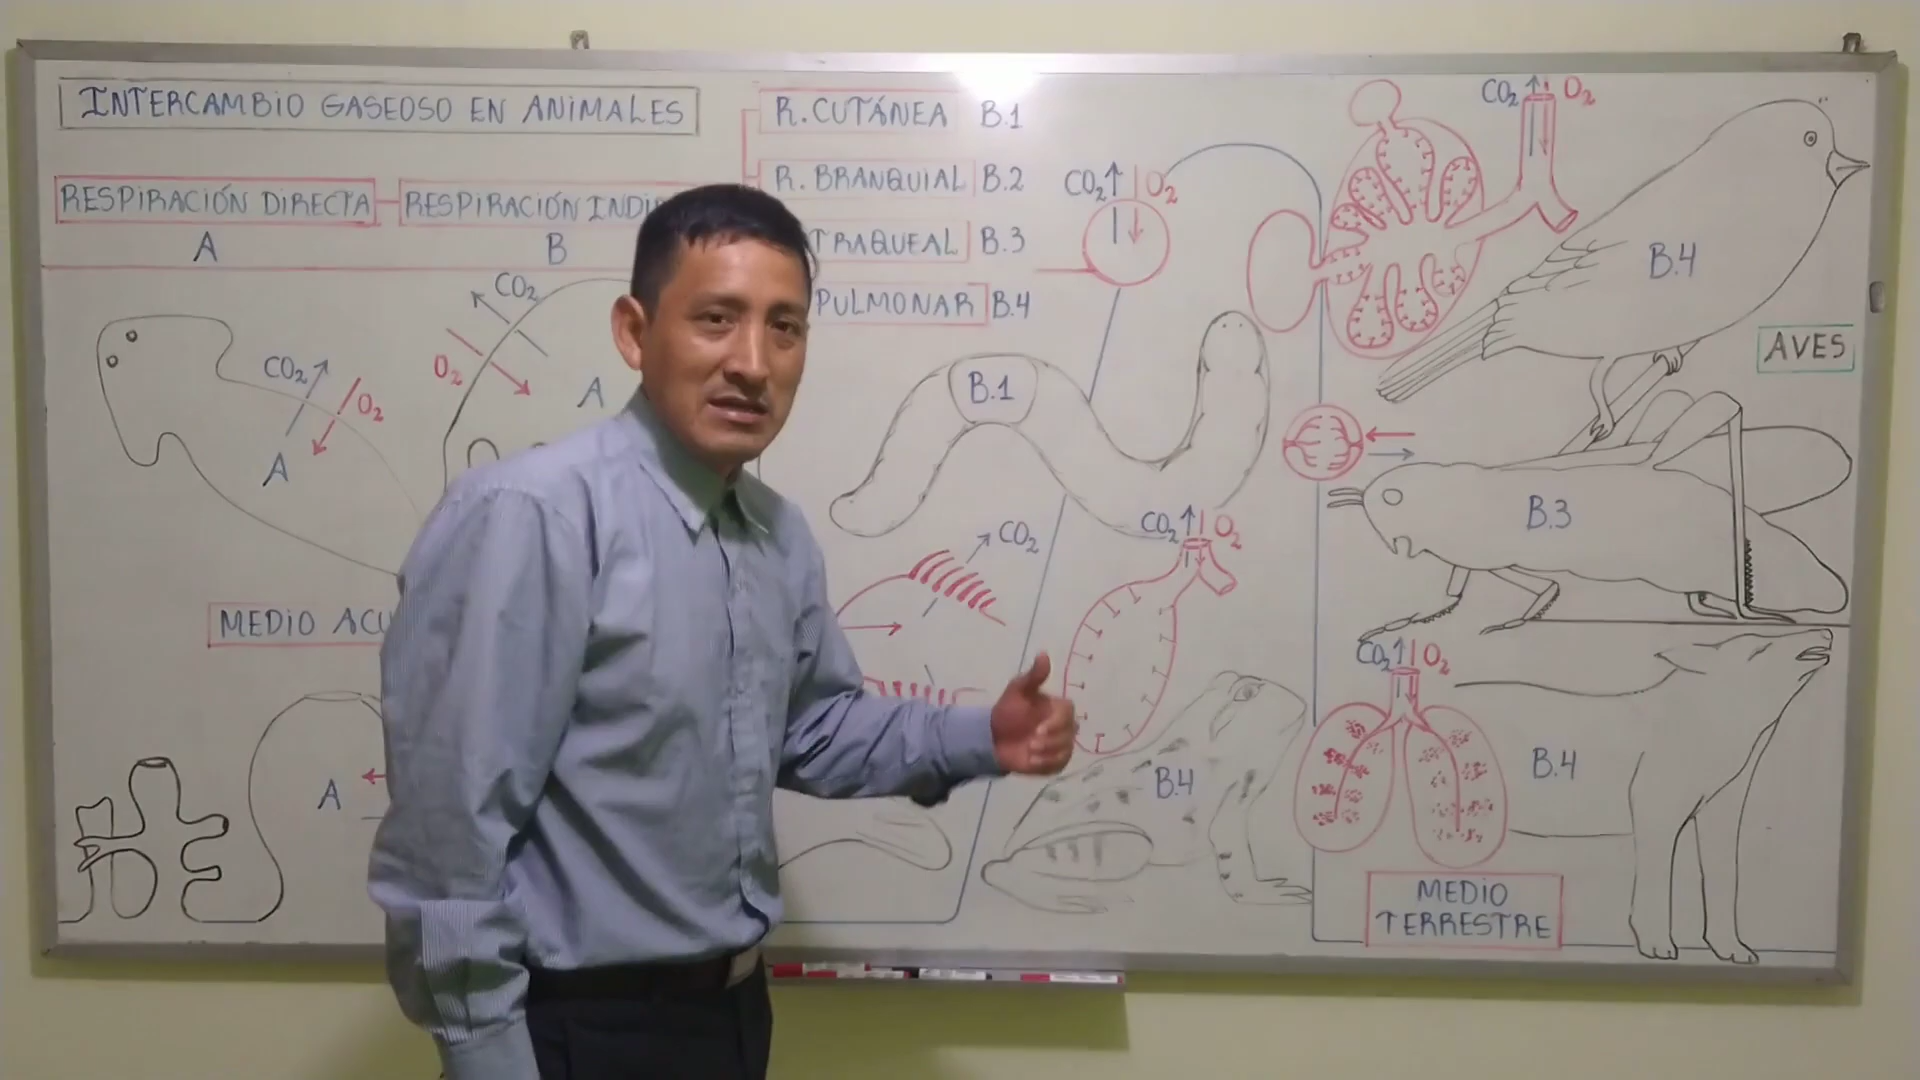 INTERCAMBIO GASEOSO EN ANIMALES
RESPIRACIÓN DIRECTA
RESPIRACIÓN
A
B
R. CUTÁNEA B.1
R. BRANQUIAL B.2
TRAQUEAL B.3
PULMONAR B.4
CO2 O2
A
CO2
O2
A
CO2 O2
B.1
CO2 O2
B.4
AVES
CO2 O2
CO2
B.3
MEDIO
A
B.4
CO2 O2
B.4
MEDIO
TERRESTRE